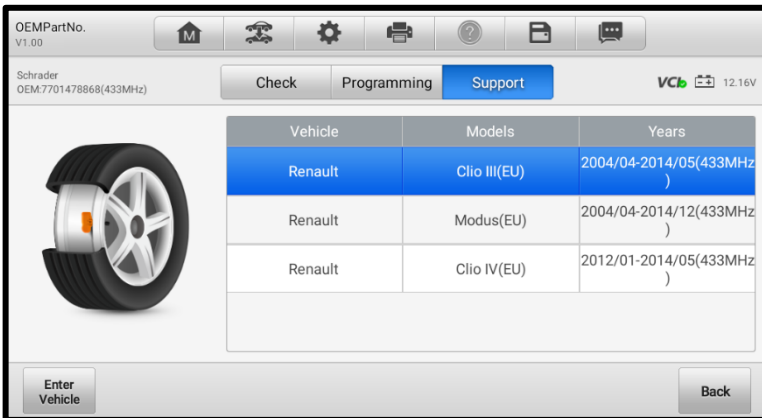 OEMPartNo.
V1.00
M
Schrader
OEM:7701478868(433MHz)
Check Programming Support
VCI 12.16V
Vehicle Models Years
Renault Clio III(EU) 2004/04-2014/05(433MHz
)
Renault Modus(EU) 2004/04-2014/12(433MHz
)
Renault Clio IV(EU) 2012/01-2014/05(433MHz
)
Enter
Vehicle
Back